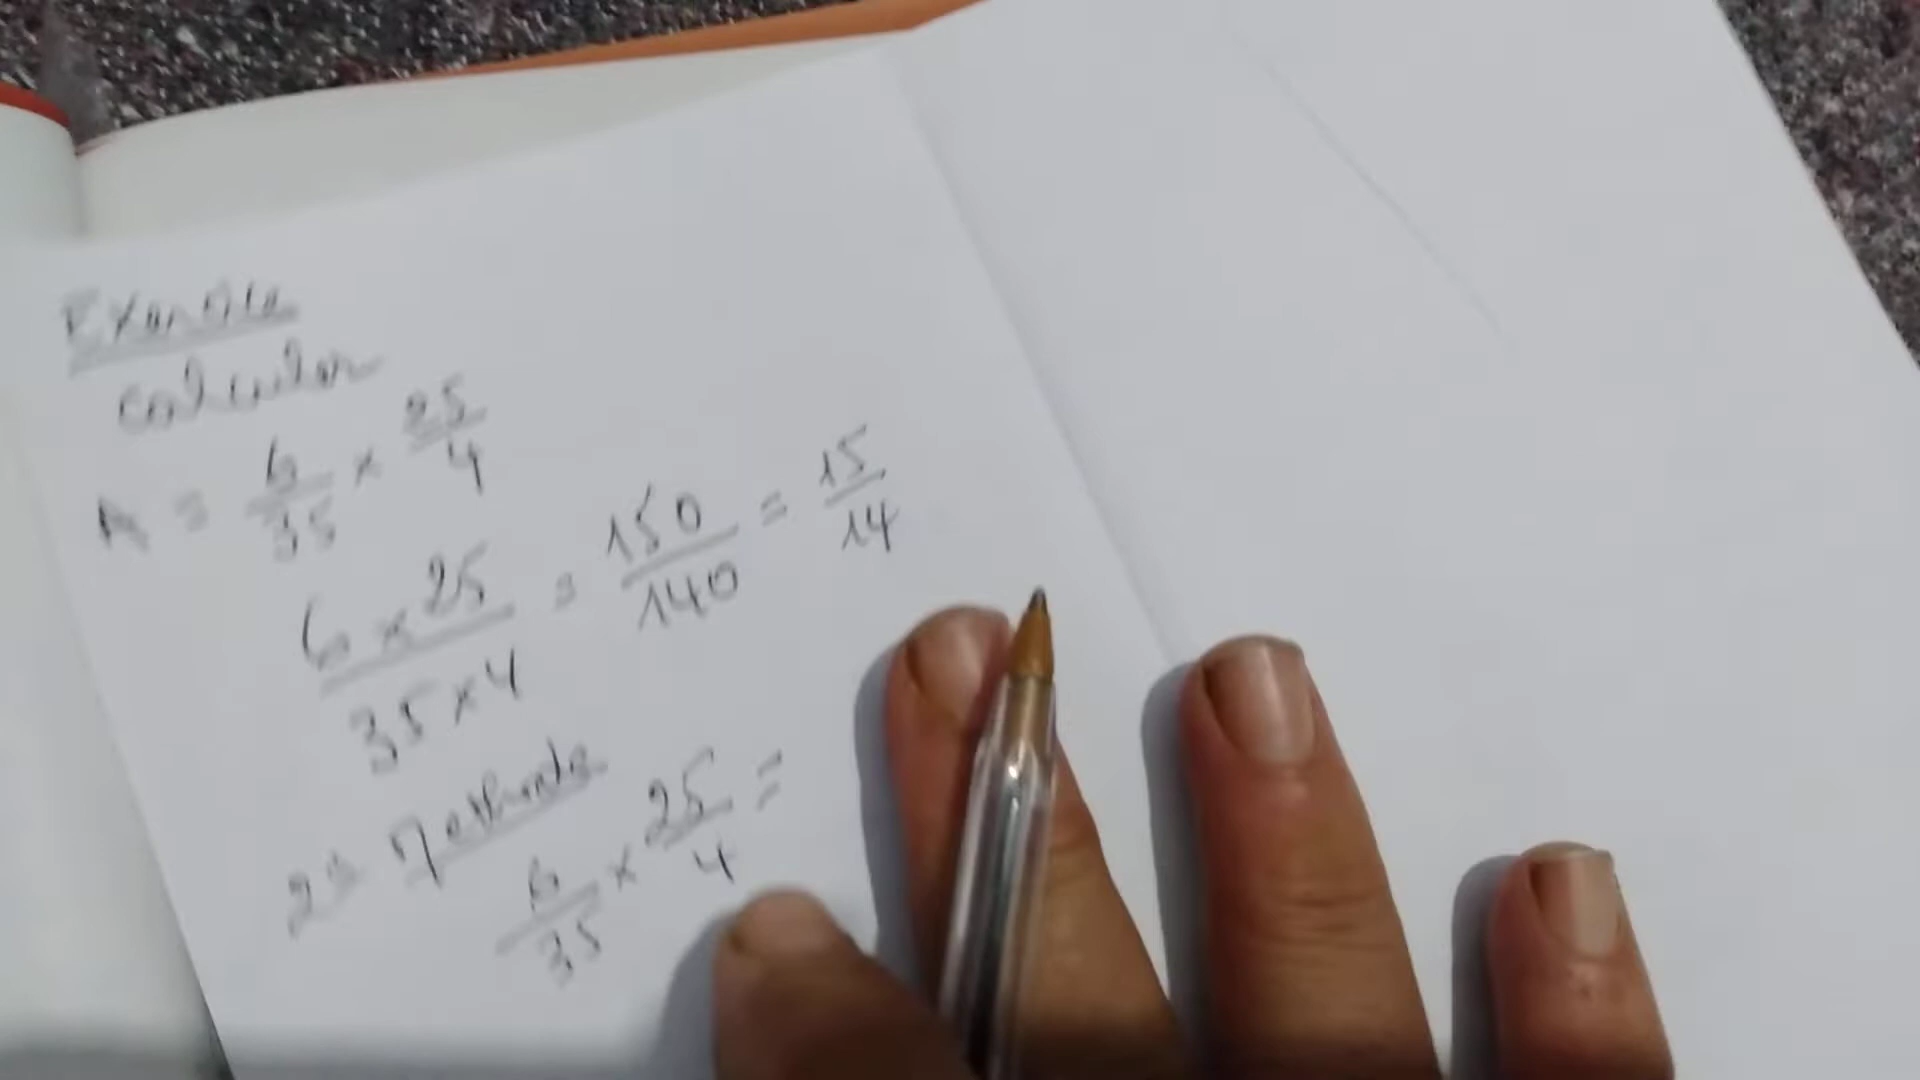 Exercice
calculer
A = 6/35 × 25/4
6 × 25 / 35 × 4 = 150/140 = 15/14
2è Methode
6/35 × 25/4 =